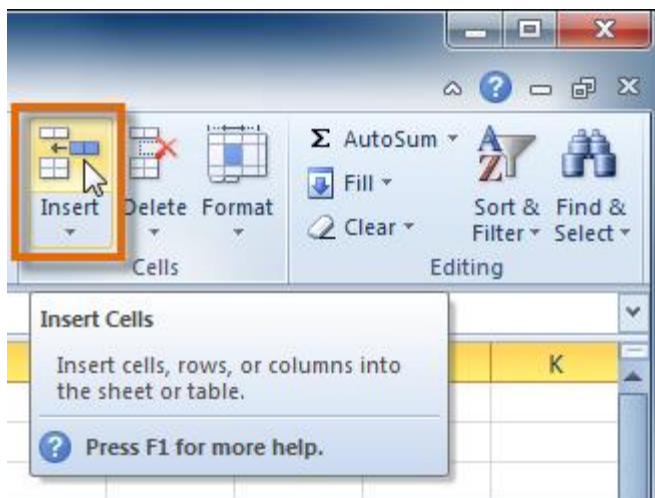 Σ AutoSum
Insert Delete Format
Fill
Clear
Sort & Filter
Find & Select
Cells
Editing
Insert Cells
Insert cells, rows, or columns into
the sheet or table.
Press F1 for more help.
K